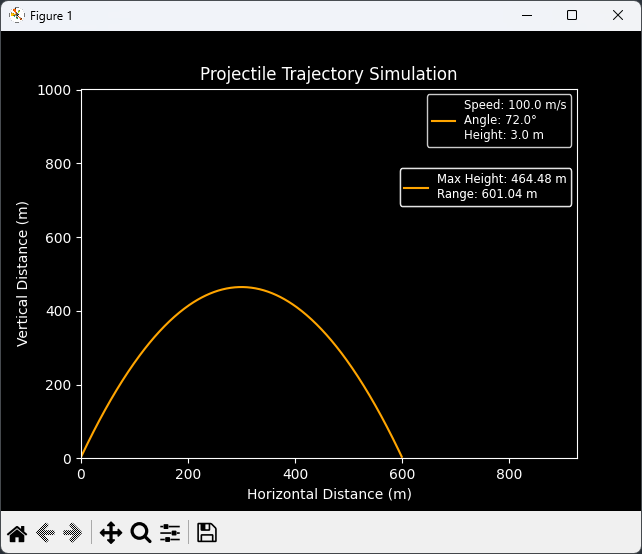 Figure 1
Projectile Trajectory Simulation
1000
800
600
400
200
0
Vertical Distance (m)
Speed: 100.0 m/s
Angle: 72.0°
Height: 3.0 m
Max Height: 464.48 m
Range: 601.04 m
0 200 400 600 800
Horizontal Distance (m)